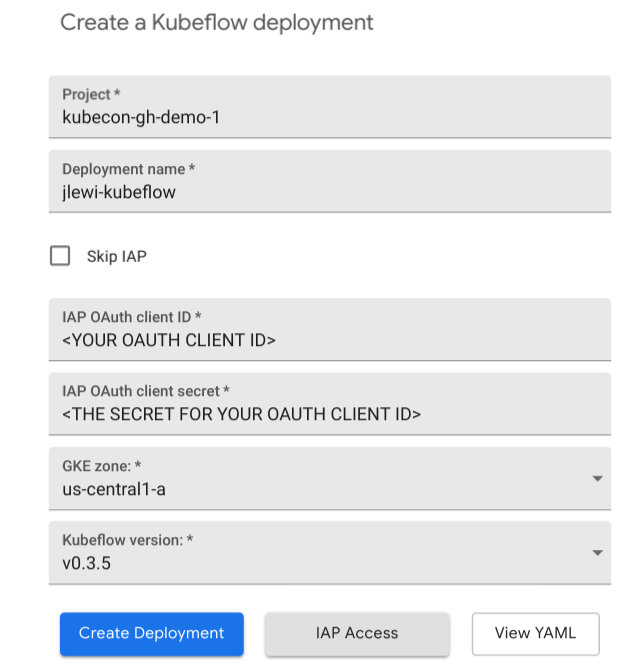 Create a Kubeflow deployment
Project *
kubecon-gh-demo-1
Deployment name *
jlewi-kubeflow
Skip IAP
IAP OAuth client ID *
<YOUR OAUTH CLIENT ID>
IAP OAuth client secret *
<THE SECRET FOR YOUR OAUTH CLIENT ID>
GKE zone: *
us-central1-a
Kubeflow version: *
v0.3.5
Create Deployment IAP Access View YAML